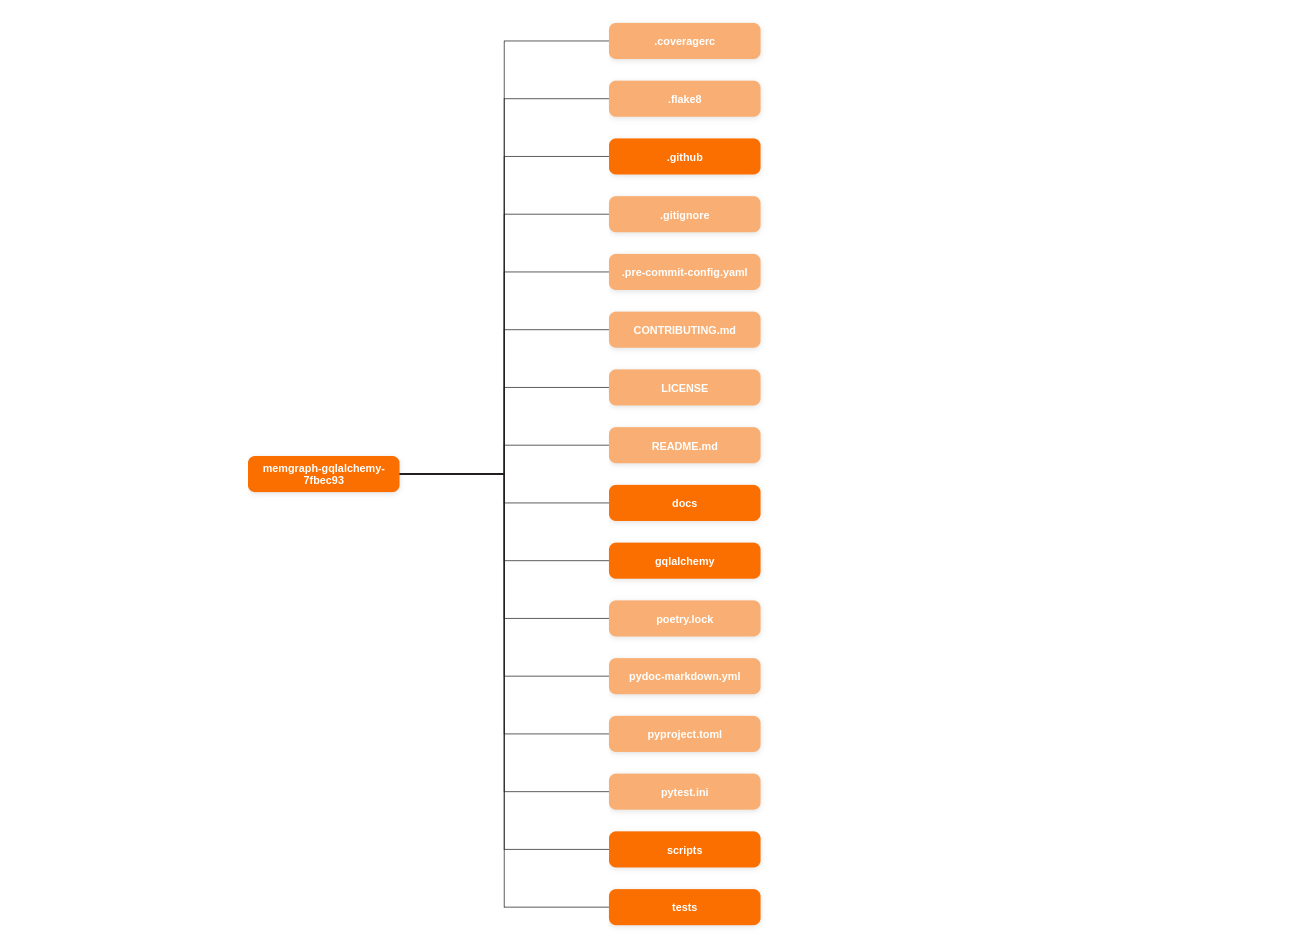 .coveragerc
.flake8
.github
.gitignore
.pre-commit-config.yaml
CONTRIBUTING.md
LICENSE
README.md
memgraph-gqlalchemy-
7fbec93
docs
gqlalchemy
poetry.lock
pydoc-markdown.yml
pyproject.toml
pytest.ini
scripts
tests